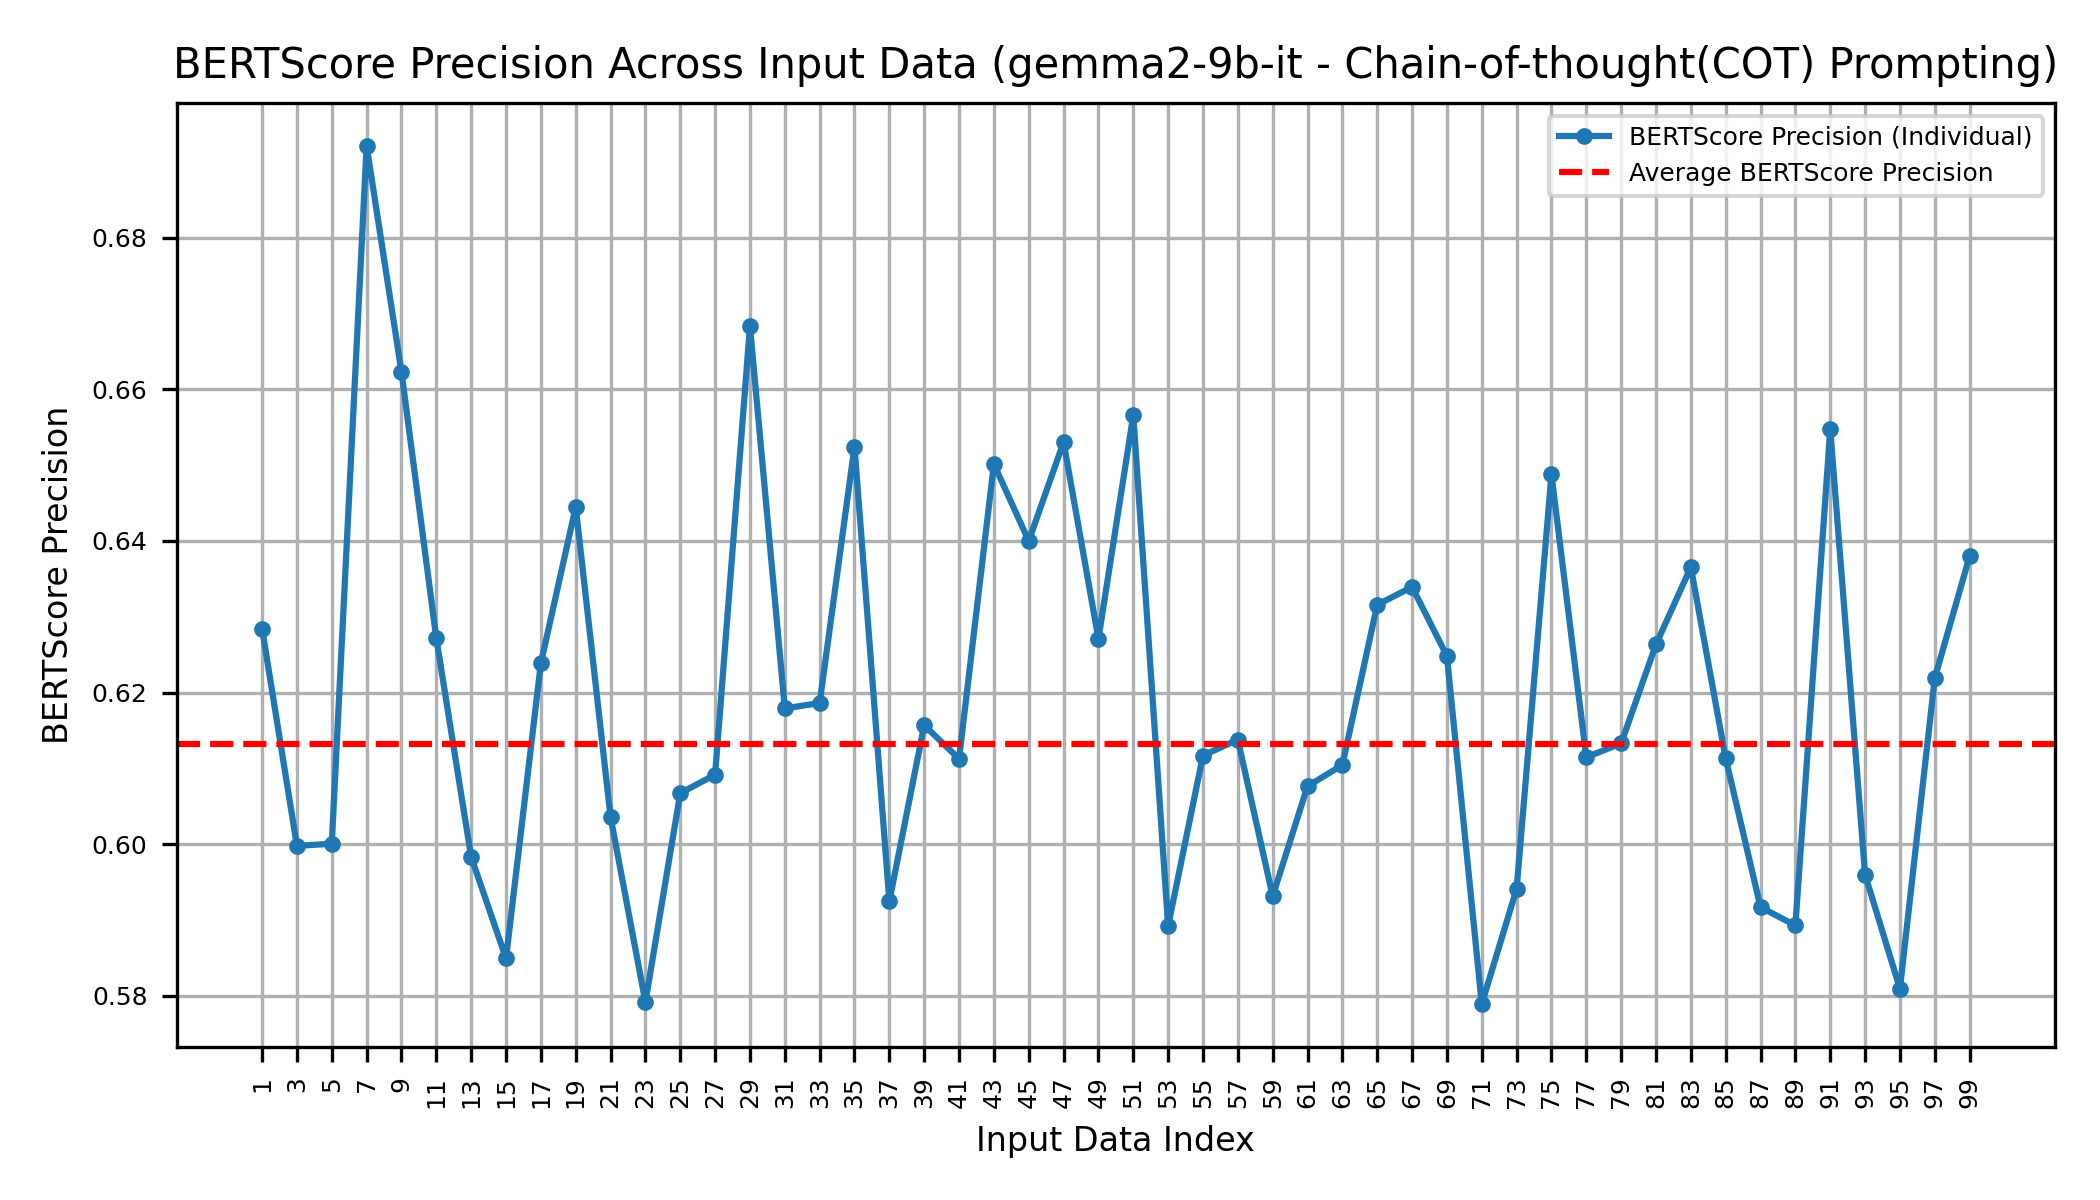 BERTScore Precision Across Input Data (gemma2-9b-it - Chain-of-thought(COT) Prompting)
BERTScore Precision (Individual)
Average BERTScore Precision
BERTScore Precision
0.68
0.66
0.64
0.62
0.60
0.58
1 3 5 7 9 11 13 15 17 19 21 23 25 27 29 31 33 35 37 39 41 43 45 47 49 51 53 55 57 59 61 63 65 67 69 71 73 75 77 79 81 83 85 87 89 91 93 95 97 99
Input Data Index